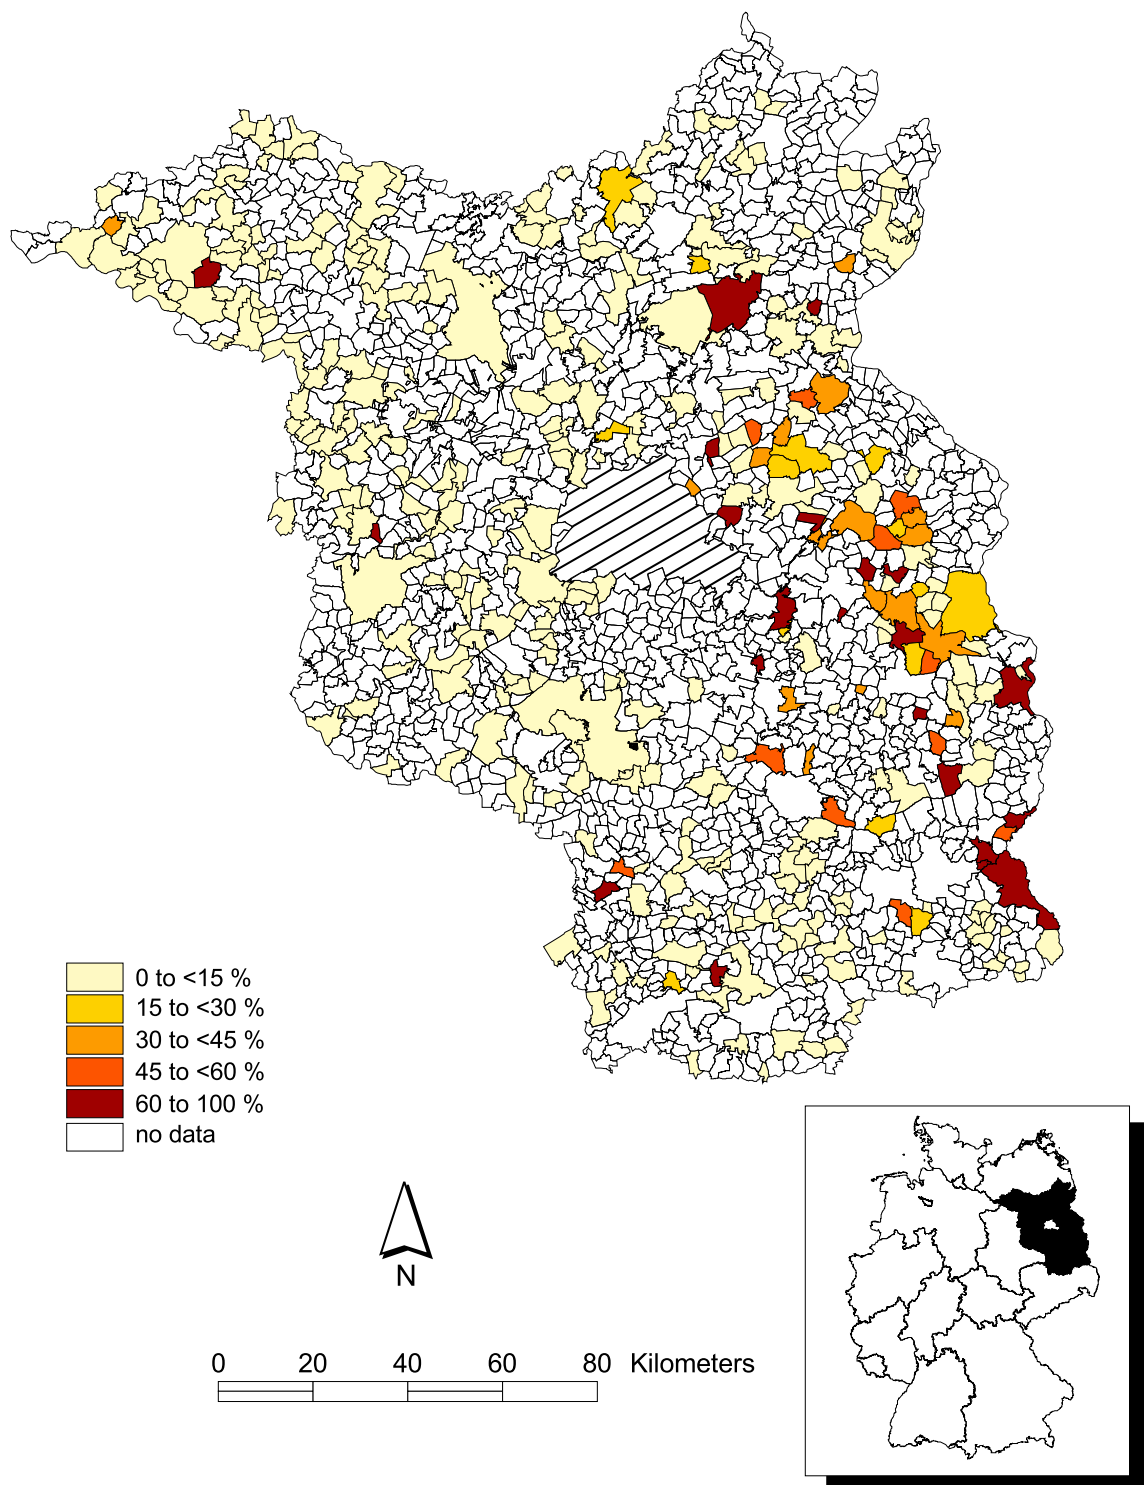 0 to <15 %
15 to <30 %
30 to <45 %
45 to <60 %
60 to 100 %
no data
N
0 20 40 60 80 Kilometers